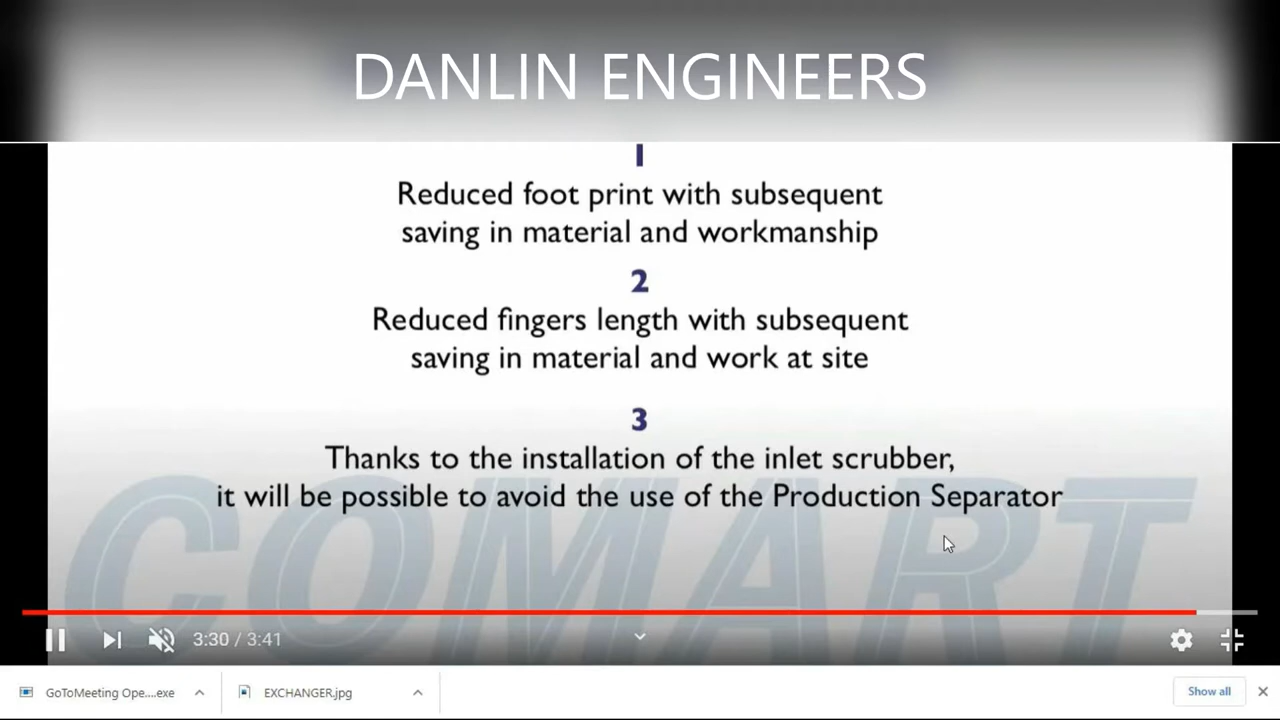 DANLIN ENGINEERS
1
Reduced foot print with subsequent
saving in material and workmanship
2
Reduced fingers length with subsequent
saving in material and work at site
3
Thanks to the installation of the inlet scrubber,
it will be possible to avoid the use of the Production Separator
COMART
3:30 / 3:41
GoToMeeting Ope....exe
EXCHANGER.jpg
Show all